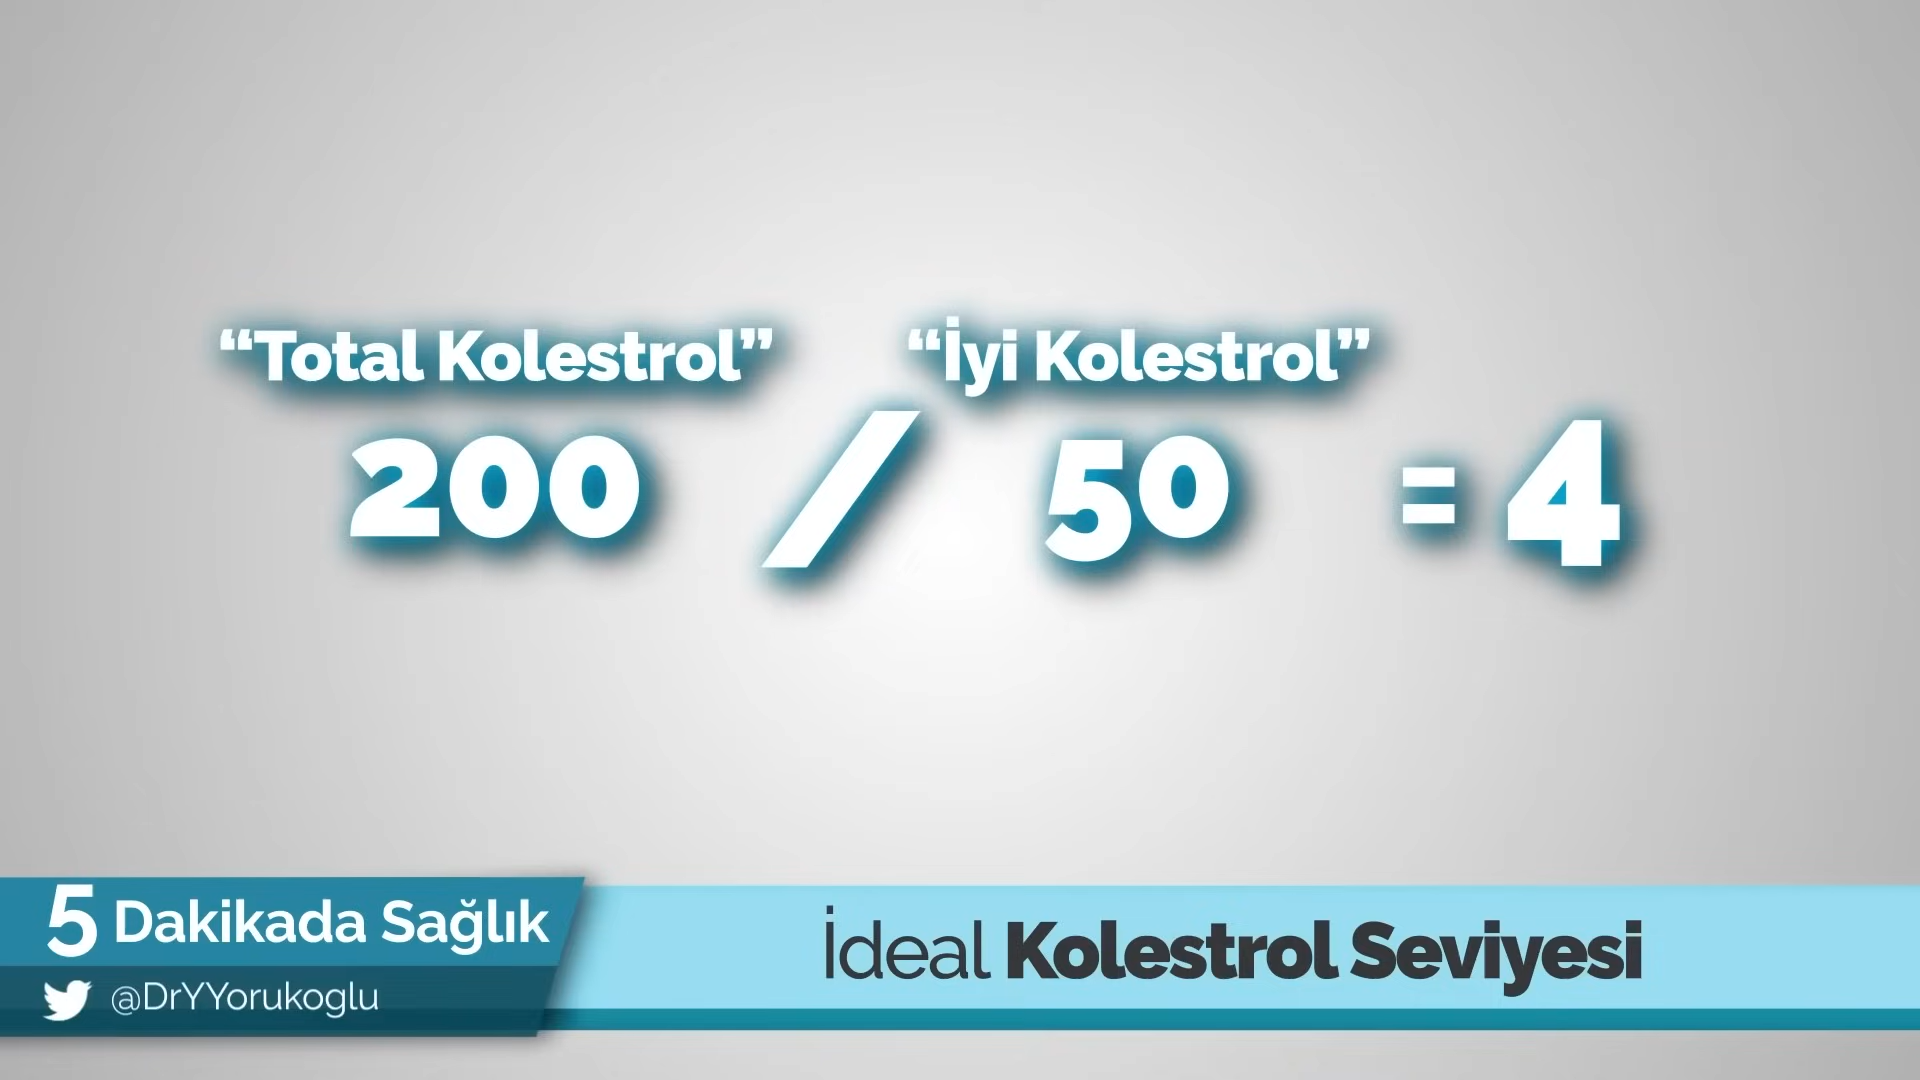 “Total Kolestrol” “İyi Kolestrol”
200 / 50 = 4
5 Dakikada Sağlık
@DrYYorukoglu
İdeal Kolestrol Seviyesi